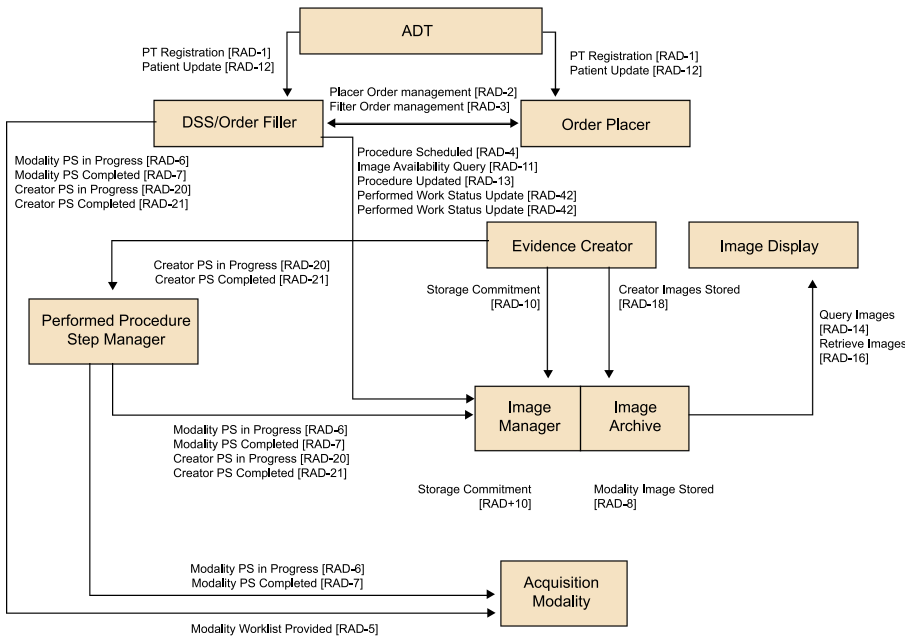 ADT
PT Registration [RAD-1]
Patient Update [RAD-12]
PT Registration [RAD-1]
Patient Update [RAD-12]
Placer Order management [RAD-2]
Filter Order management [RAD-3]
DSS/Order Filler
Order Placer
Modality PS in Progress [RAD-6]
Modality PS Completed [RAD-7]
Creator PS in Progress [RAD-20]
Creator PS Completed [RAD-21]
Procedure Scheduled [RAD-4]
Image Availability Query [RAD-11]
Procedure Updated [RAD-13]
Performed Work Status Update [RAD-42]
Performed Work Status Update [RAD-42]
Evidence Creator
Image Display
Creator PS in Progress [RAD-20]
Creator PS Completed [RAD-21]
Storage Commitment
[RAD-10]
Creator Images Stored
[RAD-18]
Query Images
[RAD-14]
Retrieve Images
[RAD-16]
Performed Procedure
Step Manager
Image
Manager
Image
Archive
Modality PS in Progress [RAD-6]
Modality PS Completed [RAD-7]
Creator PS in Progress [RAD-20]
Creator PS Completed [RAD-21]
Storage Commitment
[RAD+10]
Modality Image Stored
[RAD-8]
Modality PS in Progress [RAD-6]
Modality PS Completed [RAD-7]
Acquisition
Modality
Modality Worklist Provided [RAD-5]